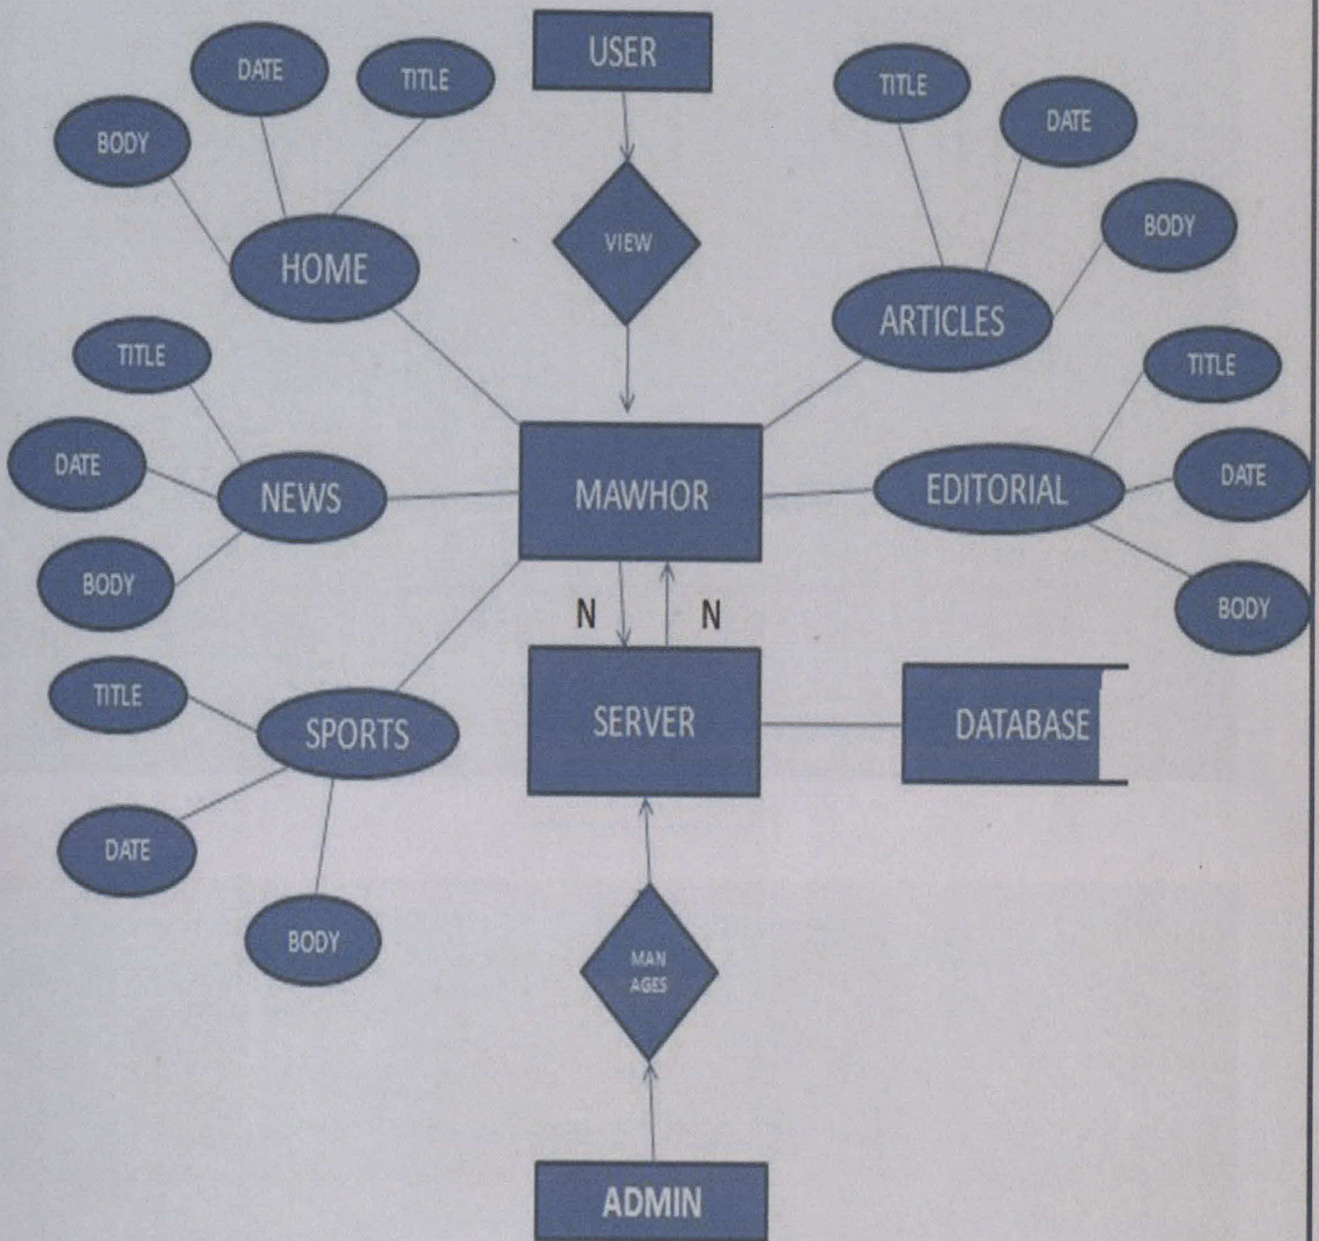 USER
DATE
TITLE
TITLE
DATE
BODY
BODY
VIEW
HOME
ARTICLES
TITLE
TITLE
DATE
NEWS
MAWHOR
EDITORIAL
DATE
BODY
N
N
BODY
TITLE
SPORTS
SERVER
DATABASE
DATE
BODY
MAN
AGES
ADMIN